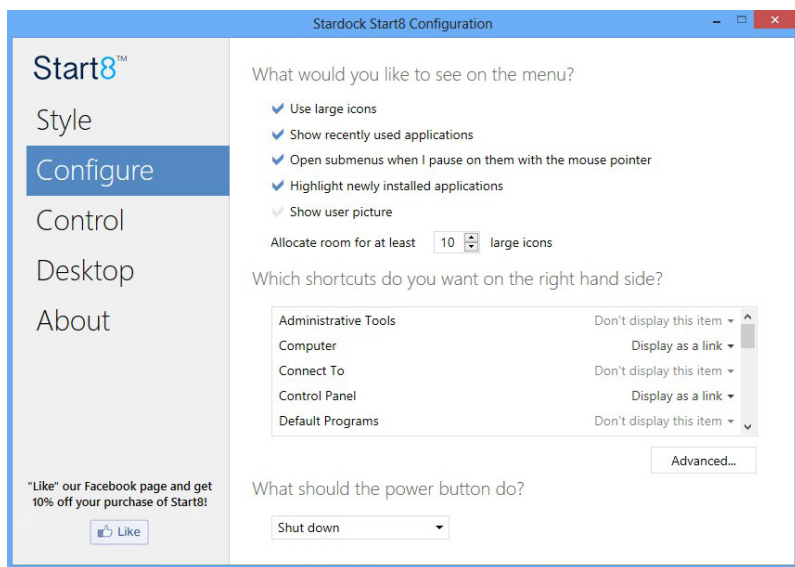 Stardock Start8 Configuration
Start8™
Style
Configure
Control
Desktop
About
"Like" our Facebook page and get
10% off your purchase of Start8!
Like
What would you like to see on the menu?
Use large icons
Show recently used applications
Open submenus when I pause on them with the mouse pointer
Highlight newly installed applications
Show user picture
Allocate room for at least 10 large icons
Which shortcuts do you want on the right hand side?
Administrative Tools Don't display this item
Computer Display as a link
Connect To Don't display this item
Control Panel Display as a link
Default Programs Don't display this item
Advanced...
What should the power button do?
Shut down